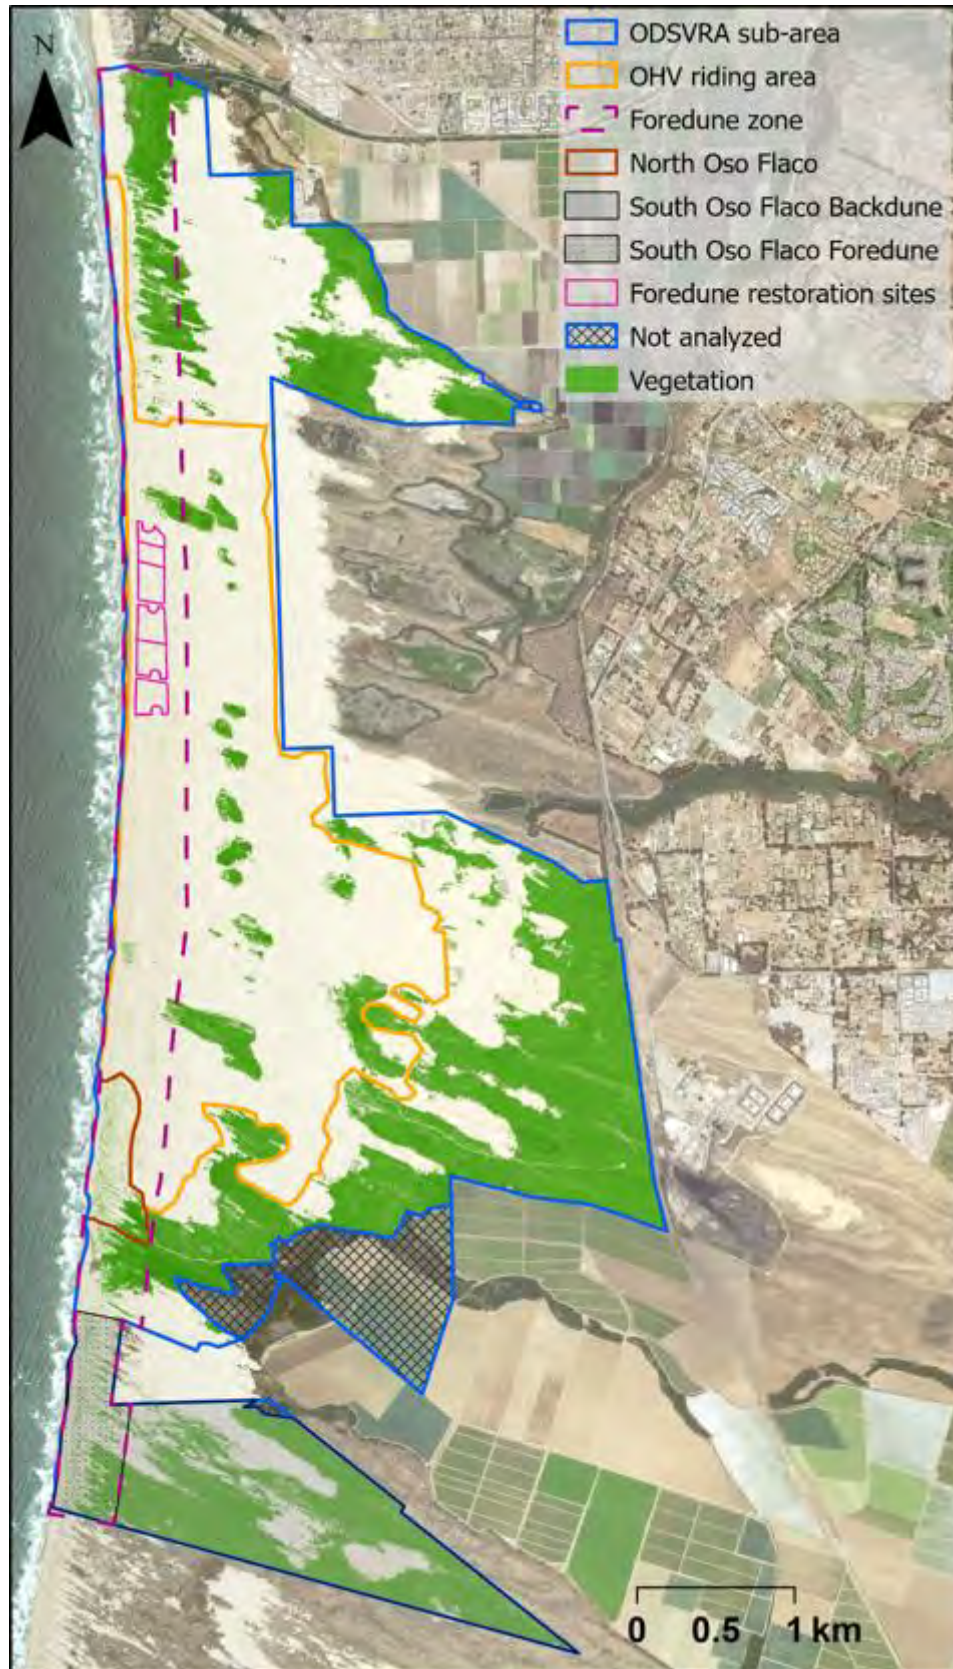 N
ODSVRA sub-area
OHV riding area
Foredune zone
North Oso Flaco
South Oso Flaco Backdune
South Oso Flaco Foredune
Foredune restoration sites
Not analyzed
Vegetation
0 0.5 1 km